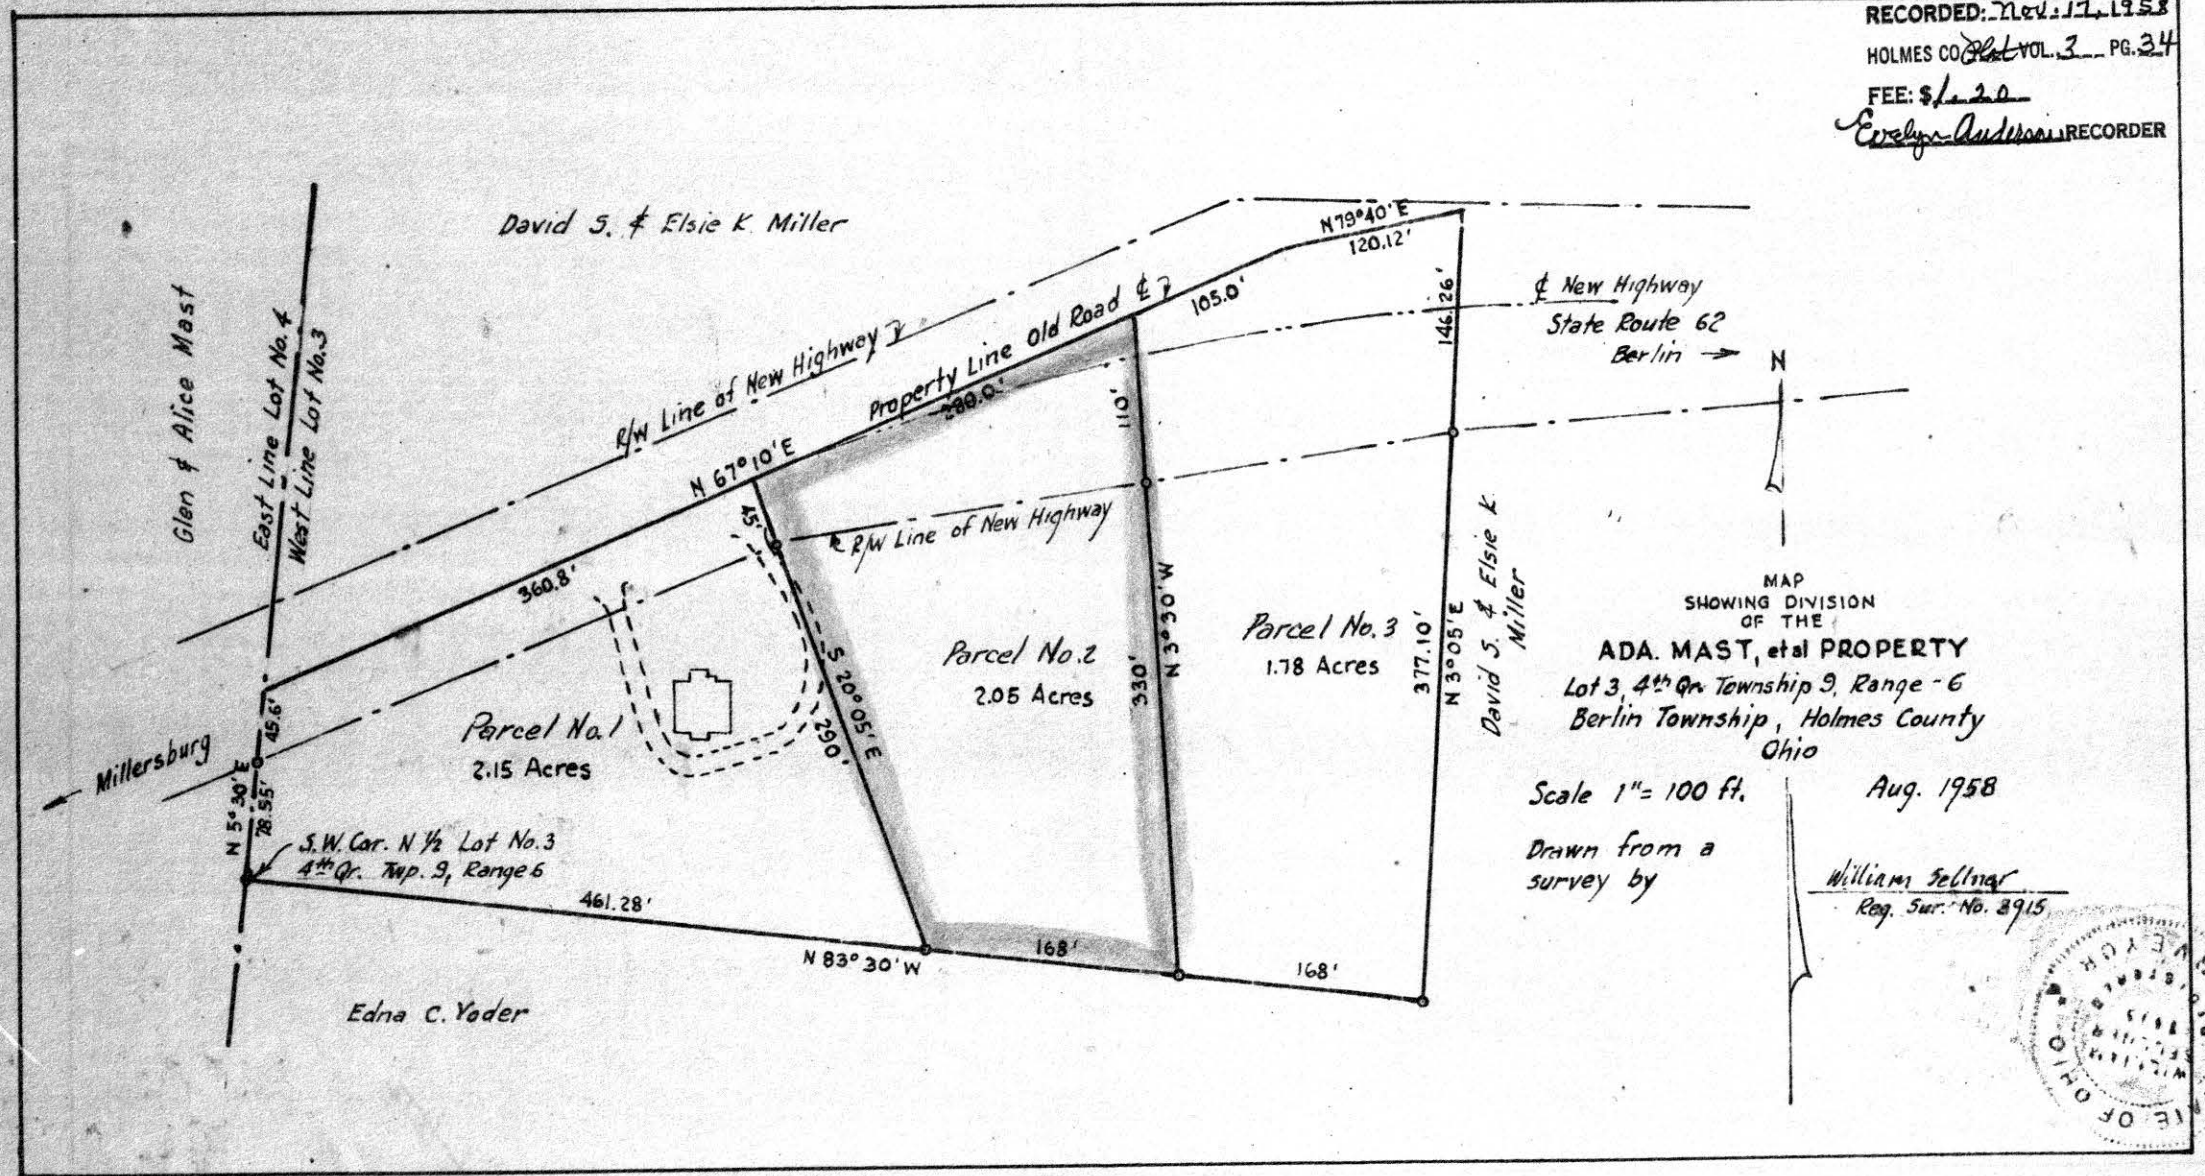 RECORDED: Nov. 17, 1958
HOLMES CO Plat VOL. 3 PG. 34
FEE: $1.20
Evelyn Anderson RECORDER
David S. & Elsie K. Miller
Glen & Alice Mast
East Line Lot No. 4
West Line Lot No. 3
R/W Line of New Highway
Property Line Old Road ℄
N 79° 40' E
120.12'
105.0'
280.0'
N 67° 10' E
360.8'
℄ New Highway
State Route 62
Berlin →
N
146.26'
110'
45'
R/W Line of New Highway
N 3° 30' W
330'
S 20° 05' E
290'
377.10'
N 3° 05' E
David S. & Elsie K.
Miller
Parcel No. 1
2.15 Acres
Parcel No. 2
2.05 Acres
Parcel No. 3
1.78 Acres
← Millersburg
45.6'
N 5° 30' E
78.55'
S.W. Cor. N ½ Lot No. 3
4th Qr. Twp. 9, Range 6
461.28'
N 83° 30' W
168'
168'
Edna C. Yoder
MAP
SHOWING DIVISION
OF THE
ADA. MAST, et al PROPERTY
Lot 3, 4th Qr. Township 9, Range - 6
Berlin Township, Holmes County
Ohio
Scale 1" = 100 ft.
Aug. 1958
Drawn from a
survey by
William Sellner
Reg. Sur. No. 3915